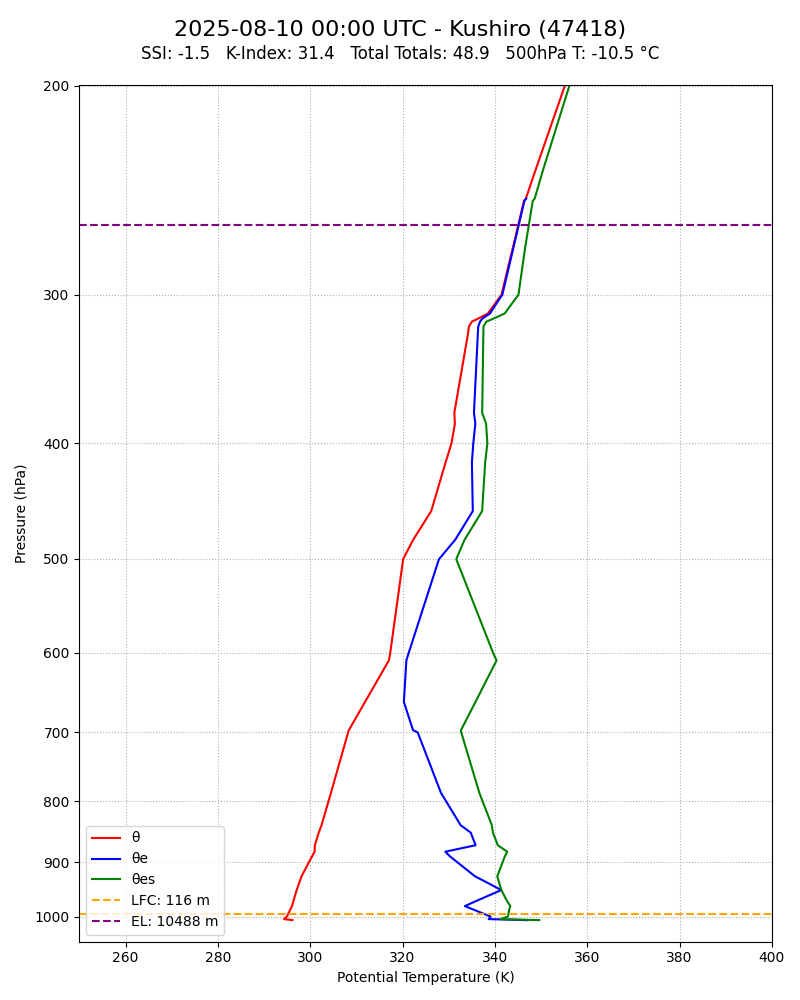 2025-08-10 00:00 UTC - Kushiro (47418)
SSI: -1.5 K-Index: 31.4 Total Totals: 48.9 500hPa T: -10.5 °C
200
300
400
500
600
700
800
900
1000
Pressure (hPa)
θ
θe
θes
LFC: 116 m
EL: 10488 m
260 280 300 320 340 360 380 400
Potential Temperature (K)